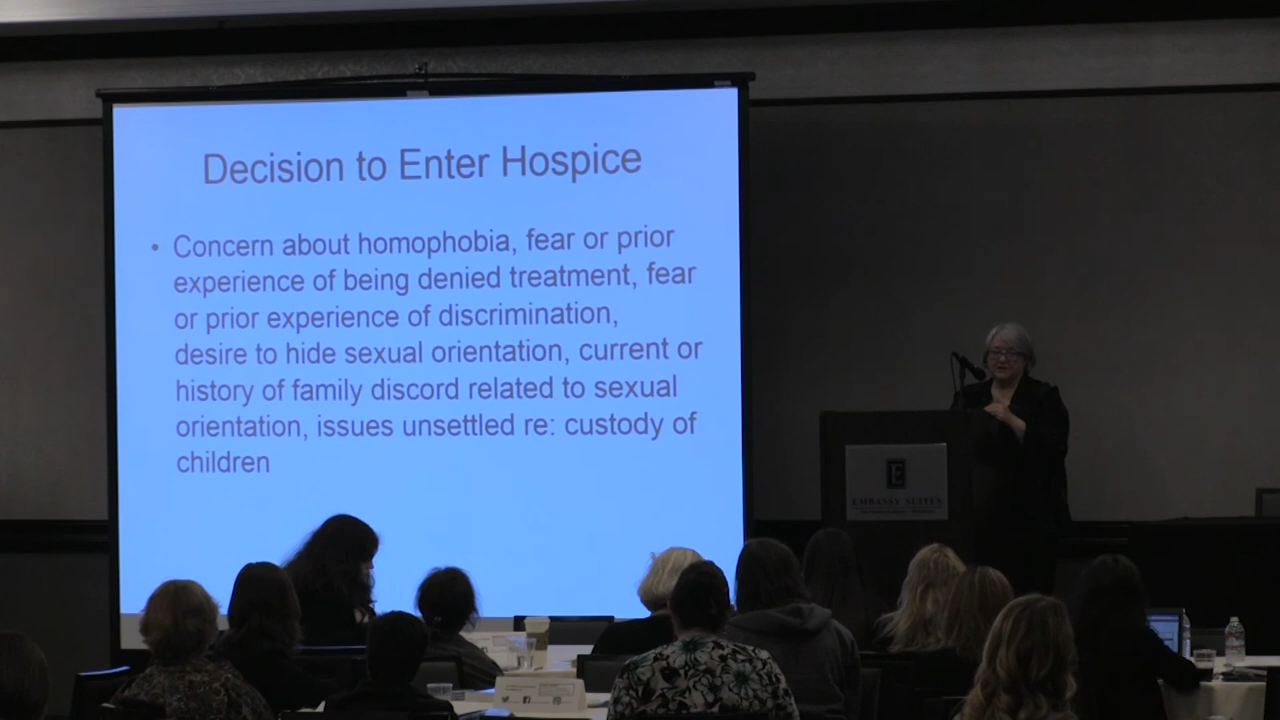 Decision to Enter Hospice
• Concern about homophobia, fear or prior
experience of being denied treatment, fear
or prior experience of discrimination,
desire to hide sexual orientation, current or
history of family discord related to sexual
orientation, issues unsettled re: custody of
children
E
EMBASSY SUITES